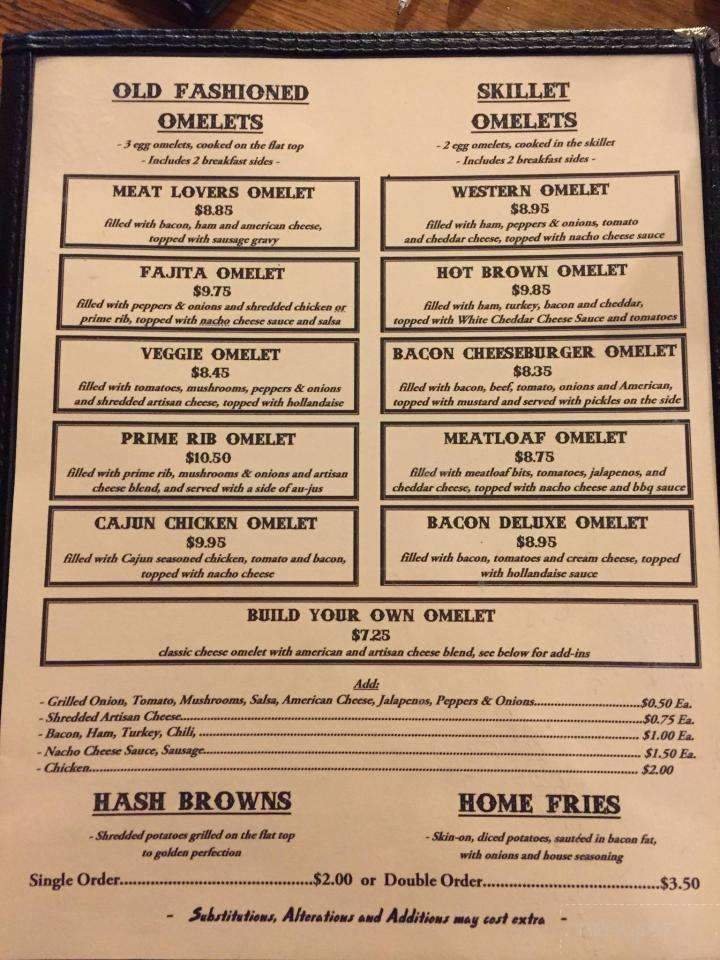 OLD FASHIONED
OMELETS
- 3 egg omelets, cooked on the flat top
- Includes 2 breakfast sides -
MEAT LOVERS OMELET
$8.85
filled with bacon, ham and american cheese,
topped with sausage gravy
FAJITA OMELET
$9.75
filled with peppers & onions and shredded chicken or
prime rib, topped with nacho cheese sauce and salsa
VEGGIE OMELET
$8.45
filled with tomatoes, mushrooms, peppers & onions
and shredded artisan cheese, topped with hollandaise
PRIME RIB OMELET
$10.50
filled with prime rib, mushrooms & onions and artisan
cheese blend, and served with a side of au-jus
CAJUN CHICKEN OMELET
$9.95
filled with Cajun seasoned chicken, tomato and bacon,
topped with nacho cheese
SKILLET
OMELETS
- 2 egg omelets, cooked in the skillet
- Includes 2 breakfast sides -
WESTERN OMELET
$8.95
filled with ham, peppers & onions, tomato
and cheddar cheese, topped with nacho cheese sauce
HOT BROWN OMELET
$9.85
filled with ham, turkey, bacon and cheddar,
topped with White Cheddar Cheese Sauce and tomatoes
BACON CHEESEBURGER OMELET
$8.35
filled with bacon, beef, tomato, onions and American,
topped with mustard and served with pickles on the side
MEATLOAF OMELET
$8.75
filled with meatloaf bits, tomatoes, jalapenos, and
cheddar cheese, topped with nacho cheese and bbq sauce
BACON DELUXE OMELET
$8.95
filled with bacon, tomatoes and cream cheese, topped
with hollandaise sauce
BUILD YOUR OWN OMELET
$7.25
classic cheese omelet with american and artisan cheese blend, see below for add-ins
Add:
- Grilled Onion, Tomato, Mushrooms, Salsa, American Cheese, Jalapenos, Peppers & Onions....................$0.50 Ea.
- Shredded Artisan Cheese....................$0.75 Ea.
- Bacon, Ham, Turkey, Chili, .................... $1.00 Ea.
- Nacho Cheese Sauce, Sausage.................... $1.50 Ea.
- Chicken.................... $2.00
HASH BROWNS
- Shredded potatoes grilled on the flat top
to golden perfection
HOME FRIES
- Skin-on, diced potatoes, sautéed in bacon fat,
with onions and house seasoning
Single Order....................$2.00 or Double Order....................$3.50
- Substitutions, Alterations and Additions may cost extra -